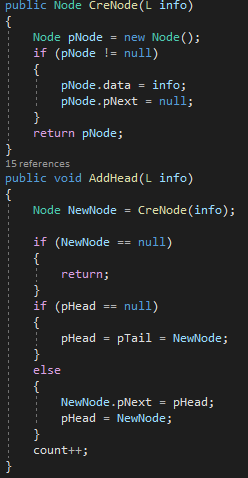 public Node CreNode(L info)
{
    Node pNode = new Node();
    if (pNode != null)
    {
        pNode.data = info;
        pNode.pNext = null;
    }
    return pNode;
}
15 references
public void AddHead(L info)
{
    Node NewNode = CreNode(info);
    if (NewNode == null)
    {
        return;
    }
    if (pHead == null)
    {
        pHead = pTail = NewNode;
    }
    else
    {
        NewNode.pNext = pHead;
        pHead = NewNode;
    }
    count++;
}